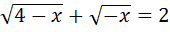 √(4 − x) + √(−x) = 2